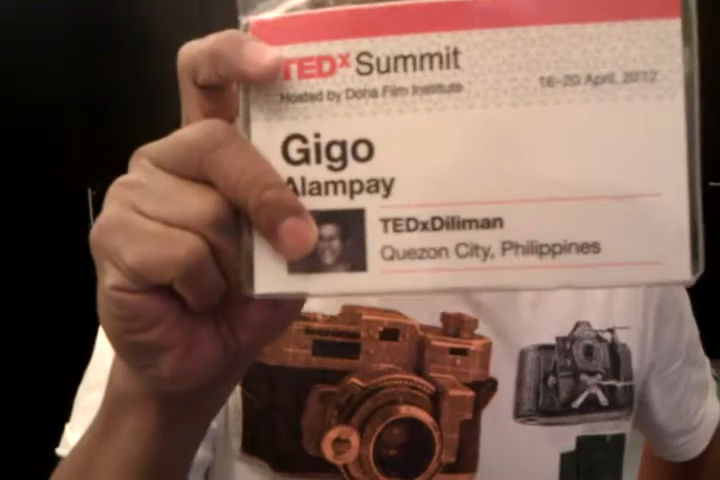 TEDx Summit
Hosted by Doha Film Institute
16-20 April, 2012
Gigo
Alampay
TEDxDiliman
Quezon City, Philippines